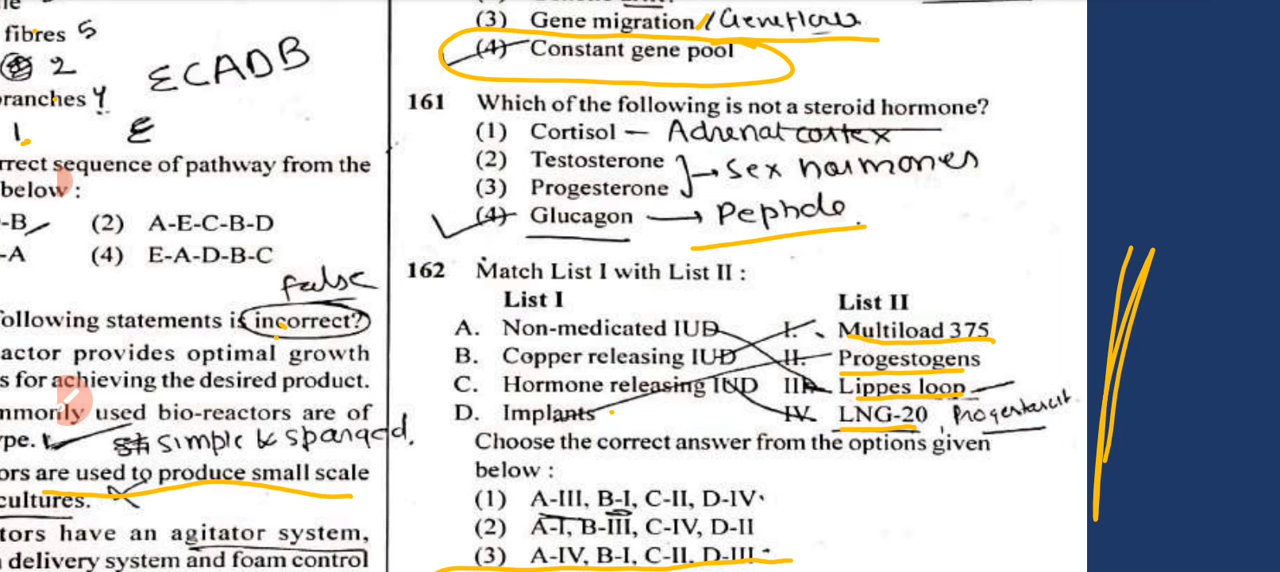 fibres 5
2
ECADB
ranches 4
1.
E
rrect sequence of pathway from the
below :
-B (2) A-E-C-B-D
-A (4) E-A-D-B-C
false
ollowing statements is incorrect?
actor provides optimal growth
s for achieving the desired product.
mmonly used bio-reactors are of
pe. simple & sparged.
ors are used to produce small scale
cultures.
tors have an agitator system,
delivery system and foam control
(3) Gene migration / Geneflow
(4) Constant gene pool
161 Which of the following is not a steroid hormone?
(1) Cortisol — Adrenal cortex
(2) Testosterone
(3) Progesterone
→ sex harmones
(4) Glucagon → Peptide.
162 Match List I with List II :
List I List II
A. Non-medicated IUD I. Multiload 375
B. Copper releasing IUD II. Progestogens
C. Hormone releasing IUD III. Lippes loop
D. Implants IV. LNG-20
Choose the correct answer from the options given
below :
(1) A-III, B-I, C-II, D-IV
(2) A-I, B-III, C-IV, D-II
(3) A-IV, B-I, C-II, D-III